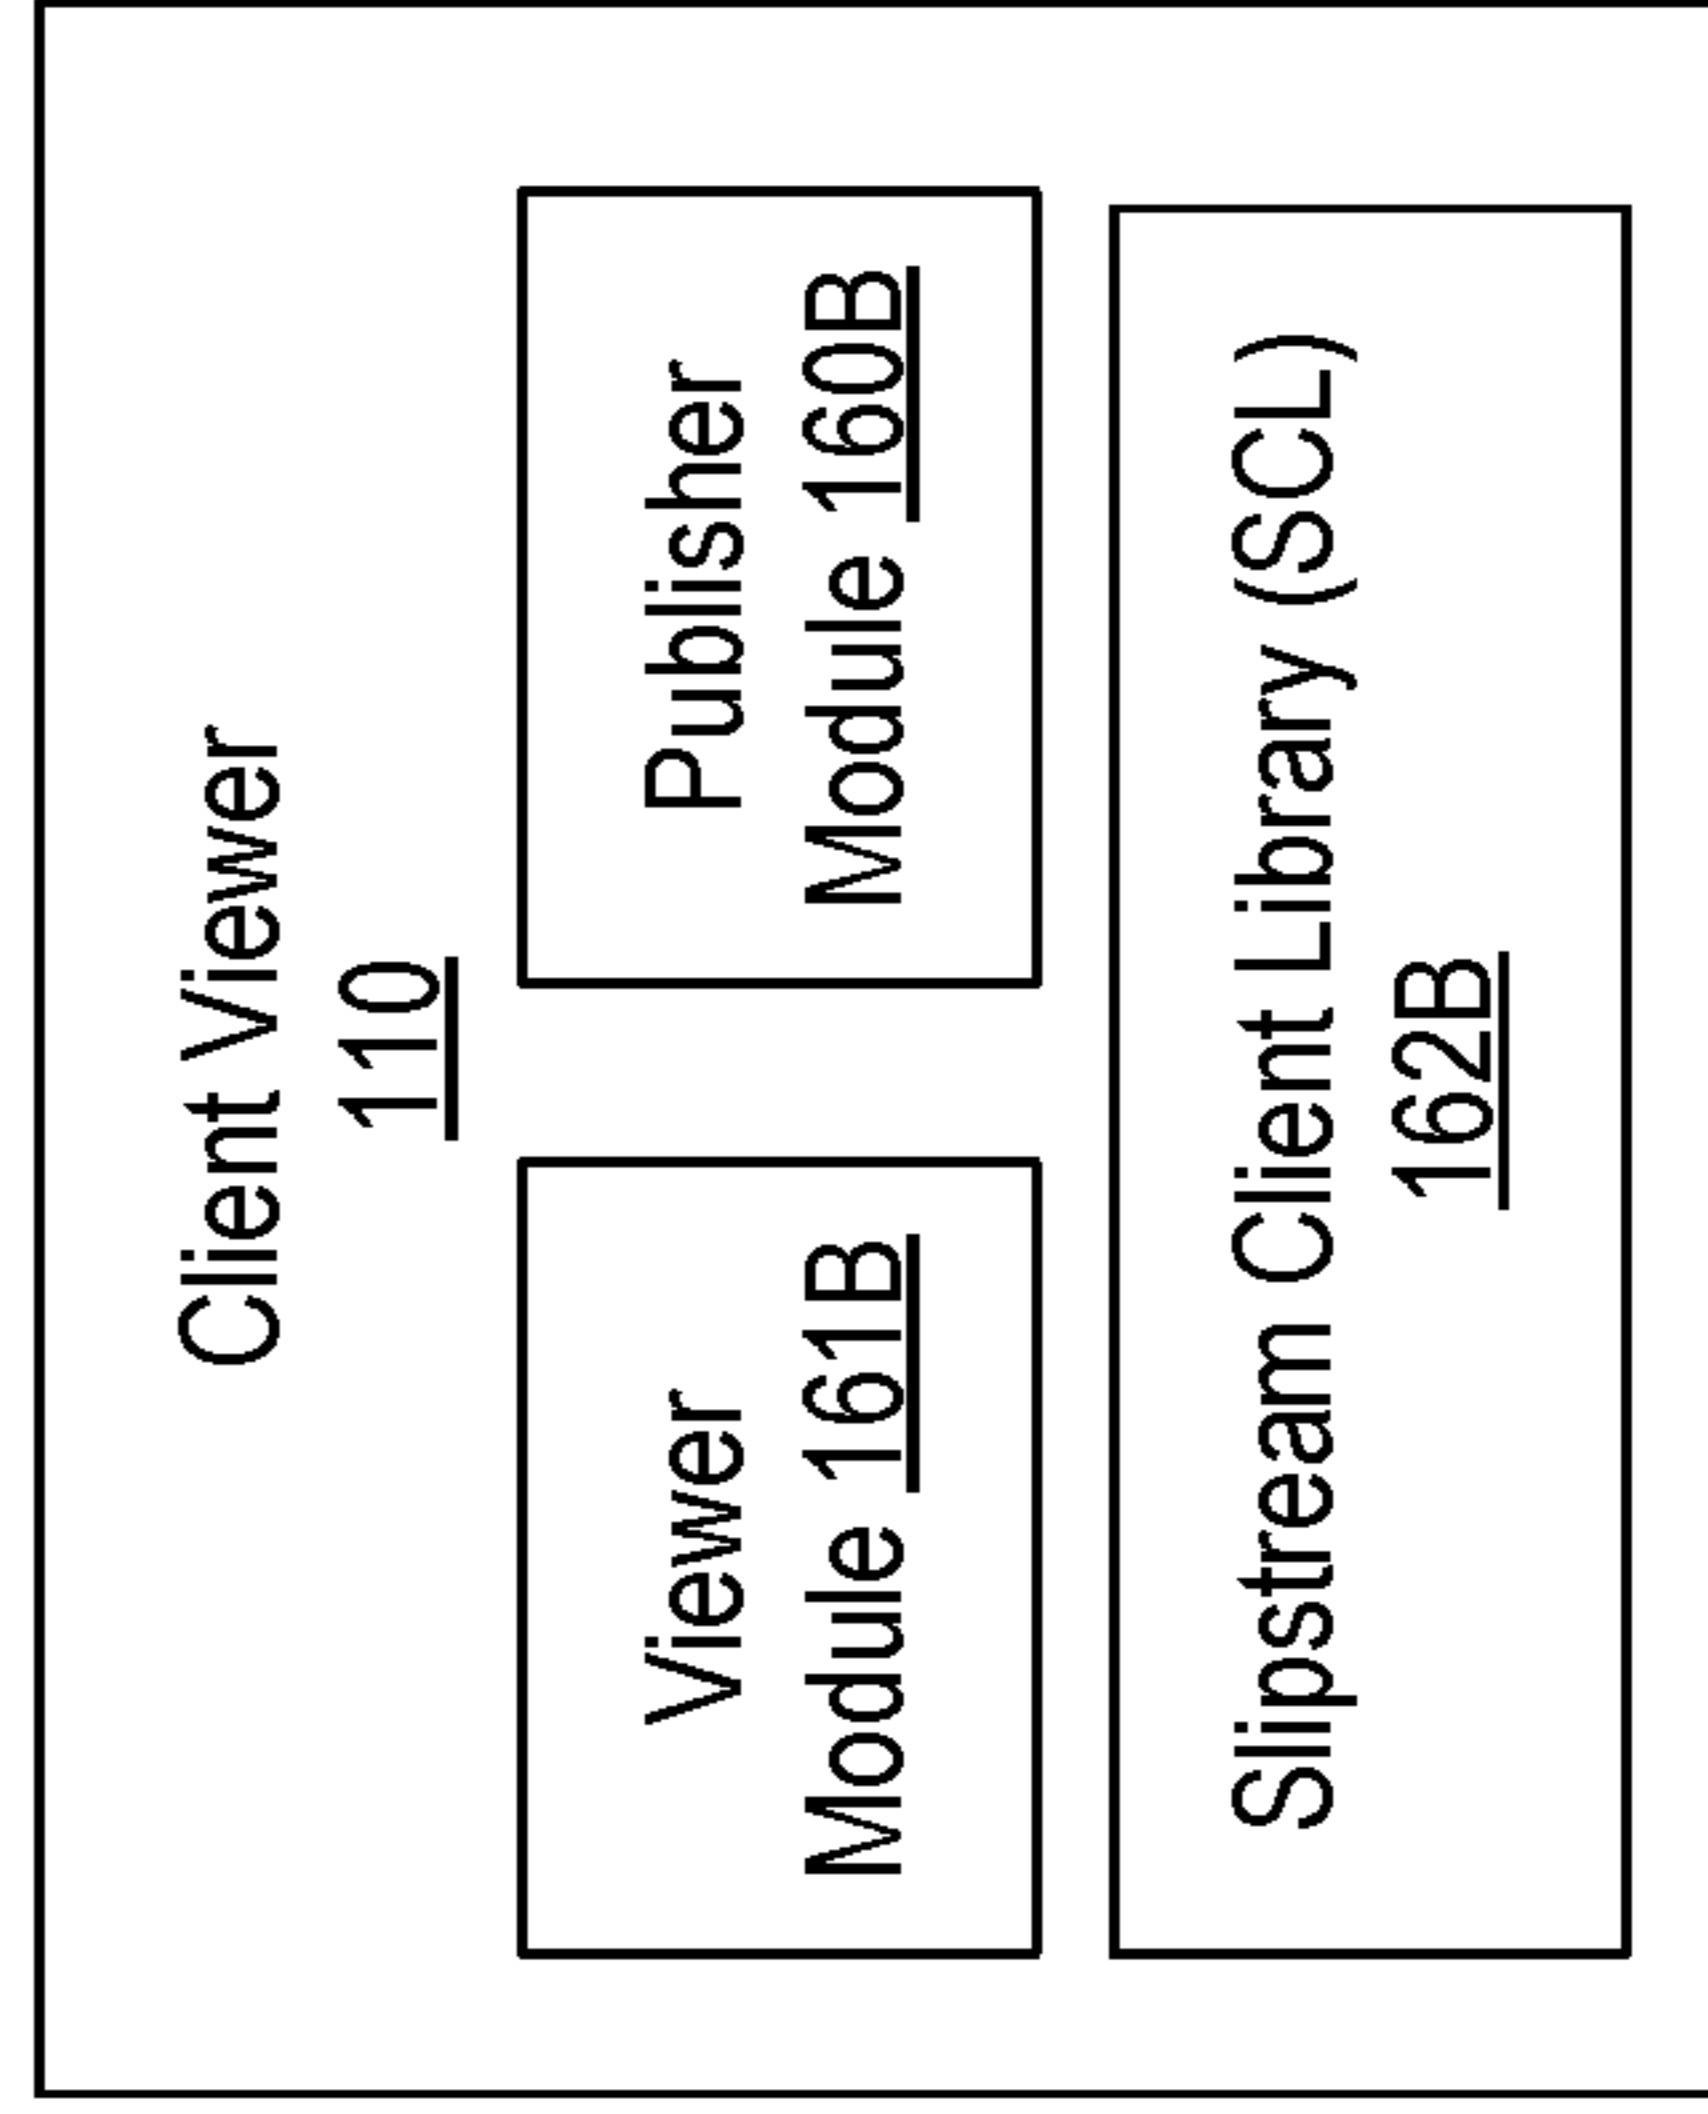 Client Viewer
110
Viewer
Module 161B
Publisher
Module 160B
Slipstream Client Library (SCL)
162B